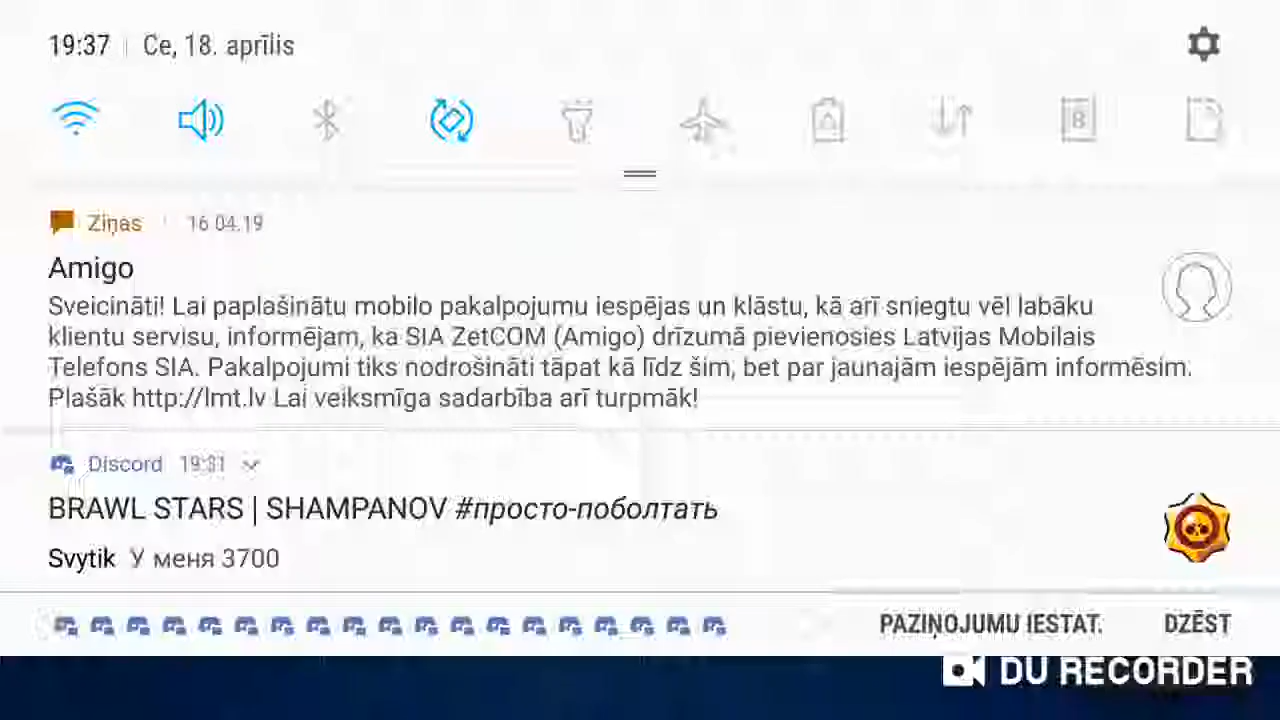 19:37 | Ce, 18. aprīlis
Ziņas 16 04.19
Amigo
Sveicināti! Lai paplašinātu mobilo pakalpojumu iespējas un klāstu, kā arī sniegtu vēl labāku
klientu servisu, informējam, ka SIA ZetCOM (Amigo) drīzumā pievienosies Latvijas Mobilais
Telefons SIA. Pakalpojumi tiks nodrošināti tāpat kā līdz šim, bet par jaunajām iespējām informēsim.
Plašāk http://lmt.lv Lai veiksmīga sadarbība arī turpmāk!
Discord 19:31
BRAWL STARS | SHAMPANOV #просто-поболтать
Svytik У меня 3700
PAZIŅOJUMU IESTAT. DZĒST
DU RECORDER